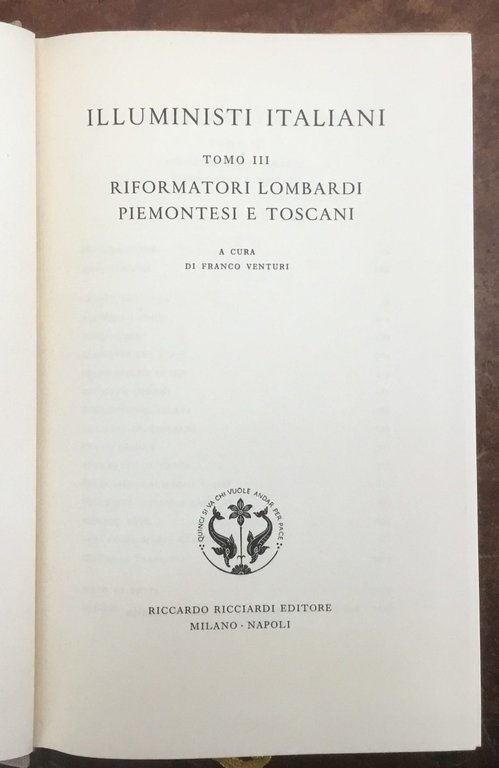 ILLUMINISTI ITALIANI
TOMO III
RIFORMATORI LOMBARDI
PIEMONTESI E TOSCANI
A CURA
DI FRANCO VENTURI
QUINCI SI VA CHI VUOLE ANDAR PER PACE
RICCARDO RICCIARDI EDITORE
MILANO · NAPOLI